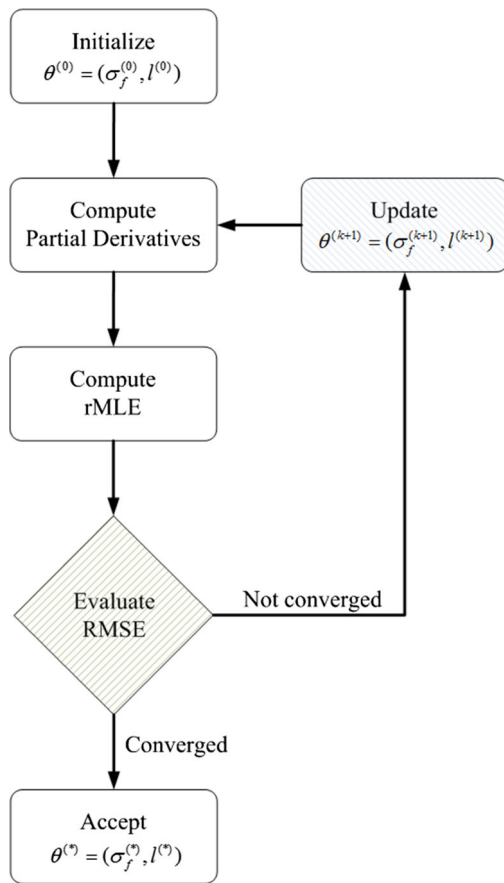 Initialize
θ^(0) = (σ_f^(0), l^(0))
Compute
Partial Derivatives
Update
θ^(k+1) = (σ_f^(k+1), l^(k+1))
Compute
rMLE
Evaluate
RMSE
Not converged
Converged
Accept
θ^(*) = (σ_f^(*), l^(*))